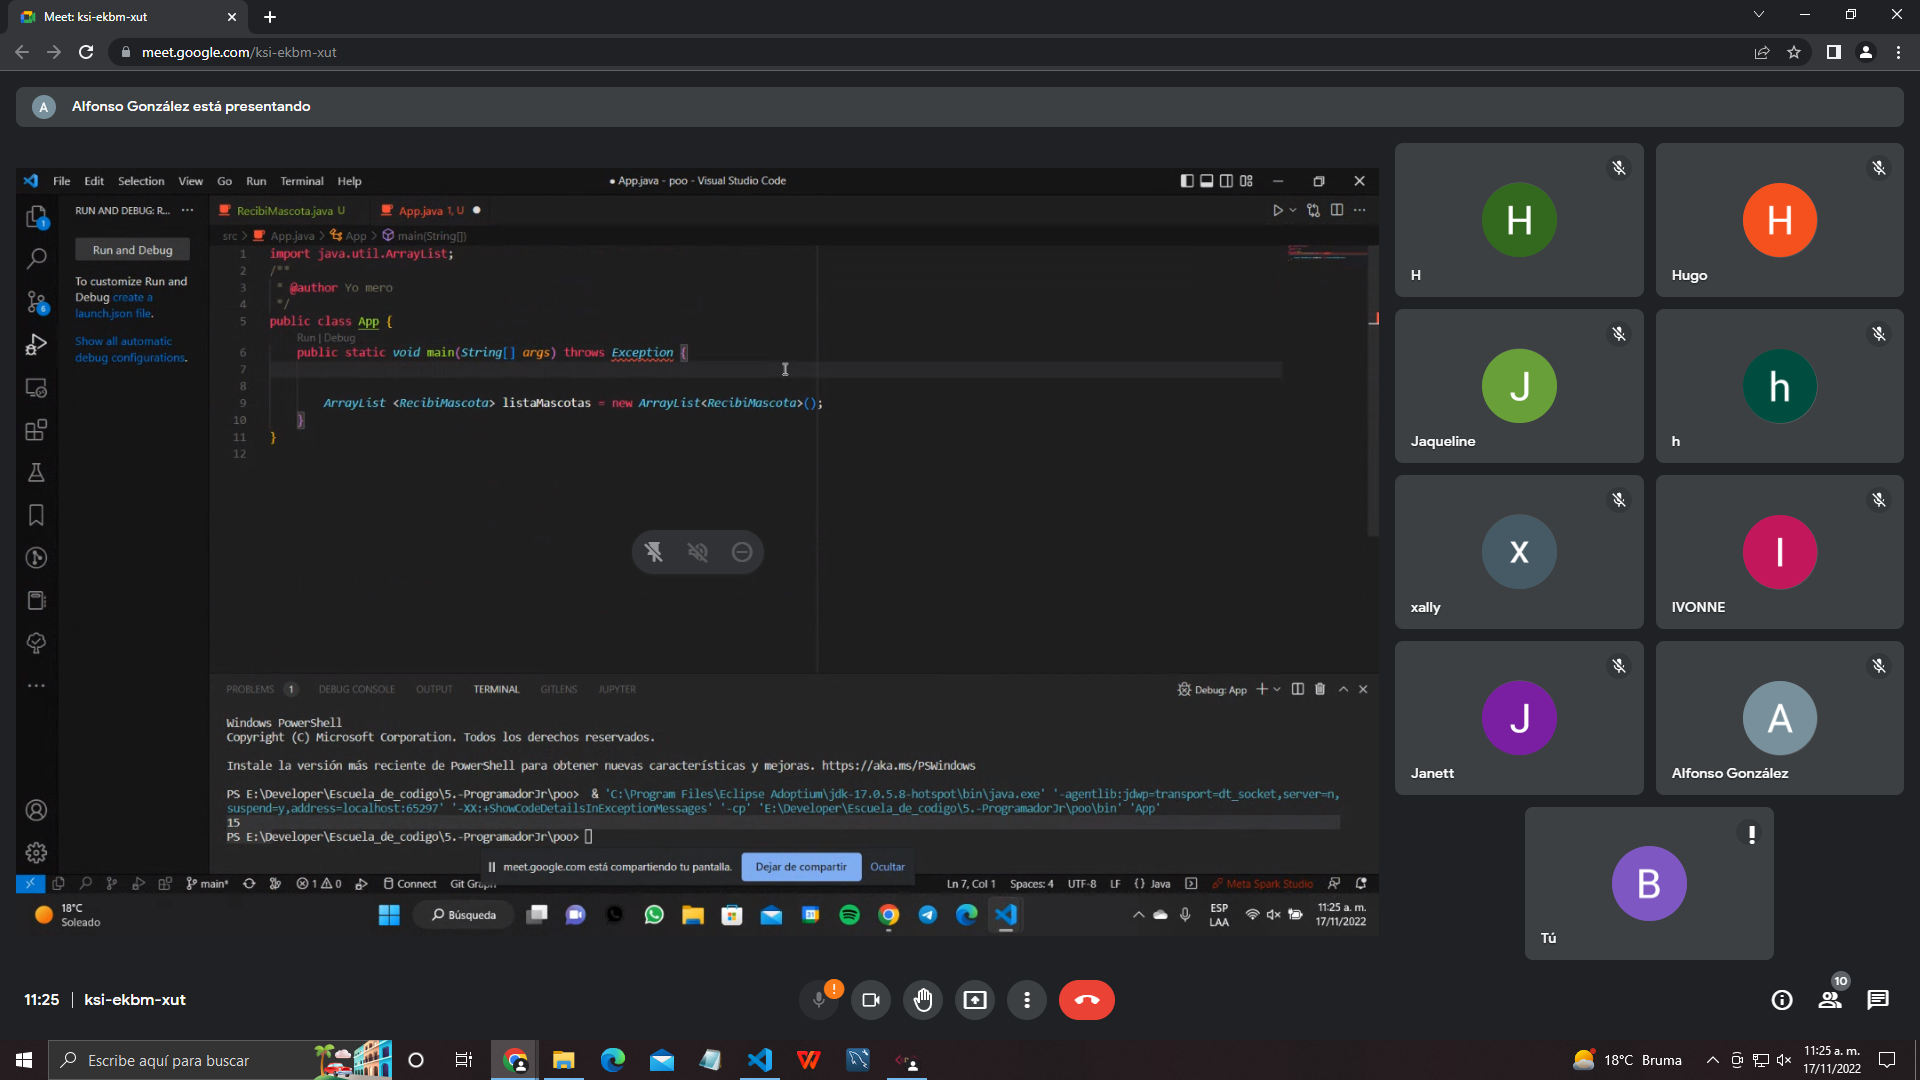 Meet: ksi-ekbm-xut
meet.google.com/ksi-ekbm-xut
A Alfonso González está presentando
File Edit Selection View Go Run Terminal Help
● App.java - poo - Visual Studio Code
RUN AND DEBUG: R...
RecibiMascota.java U
App.java 1, U
src > App.java > App > main(String[])
Run and Debug
To customize Run and
Debug create a
launch.json file.
Show all automatic
debug configurations.
1 import java.util.ArrayList;
2 /**
3 * @author Yo mero
4 */
5 public class App {
Run | Debug
6 public static void main(String[] args) throws Exception {
7
8
9 ArrayList <RecibiMascota> listaMascotas = new ArrayList<RecibiMascota>();
10 }
11 }
12
PROBLEMS 1 DEBUG CONSOLE OUTPUT TERMINAL GITLENS JUPYTER
Debug: App
Windows PowerShell
Copyright (C) Microsoft Corporation. Todos los derechos reservados.
Instale la versión más reciente de PowerShell para obtener nuevas características y mejoras. https://aka.ms/PSWindows
PS E:\Developer\Escuela_de_codigo\5.-ProgramadorJr\poo> & 'C:\Program Files\Eclipse Adoptium\jdk-17.0.5.8-hotspot\bin\java.exe' '-agentlib:jdwp=transport=dt_socket,server=n,
suspend=y,address=localhost:65297' '-XX:+ShowCodeDetailsInExceptionMessages' '-cp' 'E:\Developer\Escuela_de_codigo\5.-ProgramadorJr\poo\bin' 'App'
15
PS E:\Developer\Escuela_de_codigo\5.-ProgramadorJr\poo>
meet.google.com está compartiendo tu pantalla. Dejar de compartir Ocultar
main* 1 0 Connect Git Graph
Ln 7, Col 1 Spaces: 4 UTF-8 LF {} Java Meta Spark Studio
18°C
Soleado
Búsqueda
ESP
LAA
11:25 a. m.
17/11/2022
H
H
H
Hugo
J
Jaqueline
h
h
x
xally
I
IVONNE
J
Janett
A
Alfonso González
B
Tú
11:25 | ksi-ekbm-xut
10
Escribe aquí para buscar
18°C Bruma
11:25 a. m.
17/11/2022